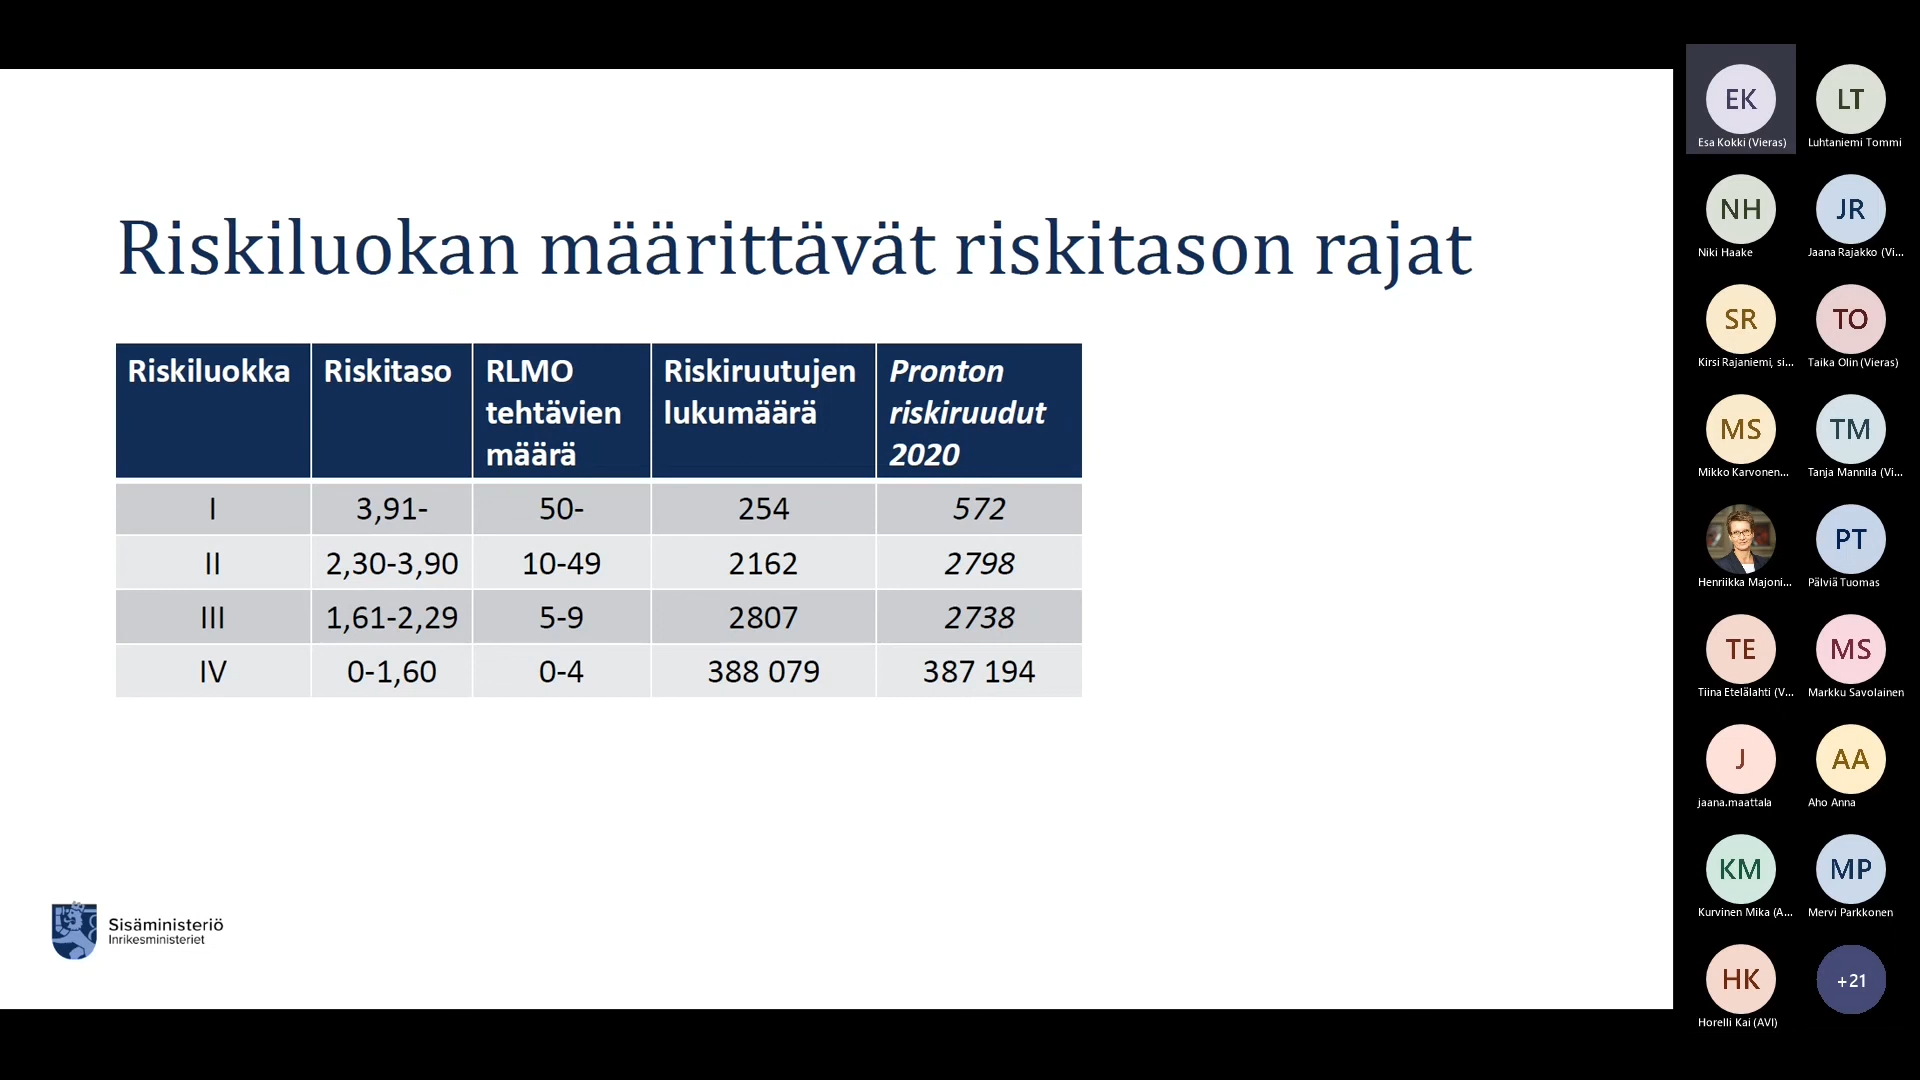 Riskiluokan määrittävät riskitason rajat
Riskiluokka Riskitaso RLMO tehtävien määrä Riskiruutujen lukumäärä Pronton riskiruudut 2020
I 3,91- 50- 254 572
II 2,30-3,90 10-49 2162 2798
III 1,61-2,29 5-9 2807 2738
IV 0-1,60 0-4 388 079 387 194
Sisäministeriö
Inrikesministeriet
EK
Esa Kokki (Vieras)
LT
Luhtaniemi Tommi
NH
Niki Haake
JR
Jaana Rajakko (Vi...
SR
Kirsi Rajaniemi, si...
TO
Taika Olin (Vieras)
MS
Mikko Karvonen...
TM
Tanja Mannila (Vi...
Henriikka Majoni...
PT
Pälviä Tuomas
TE
Tiina Etelälahti (V...
MS
Markku Savolainen
J
jaana.maattala
AA
Aho Anna
KM
Kurvinen Mika (A...
MP
Mervi Parkkonen
HK
Horelli Kai (AVI)
+21